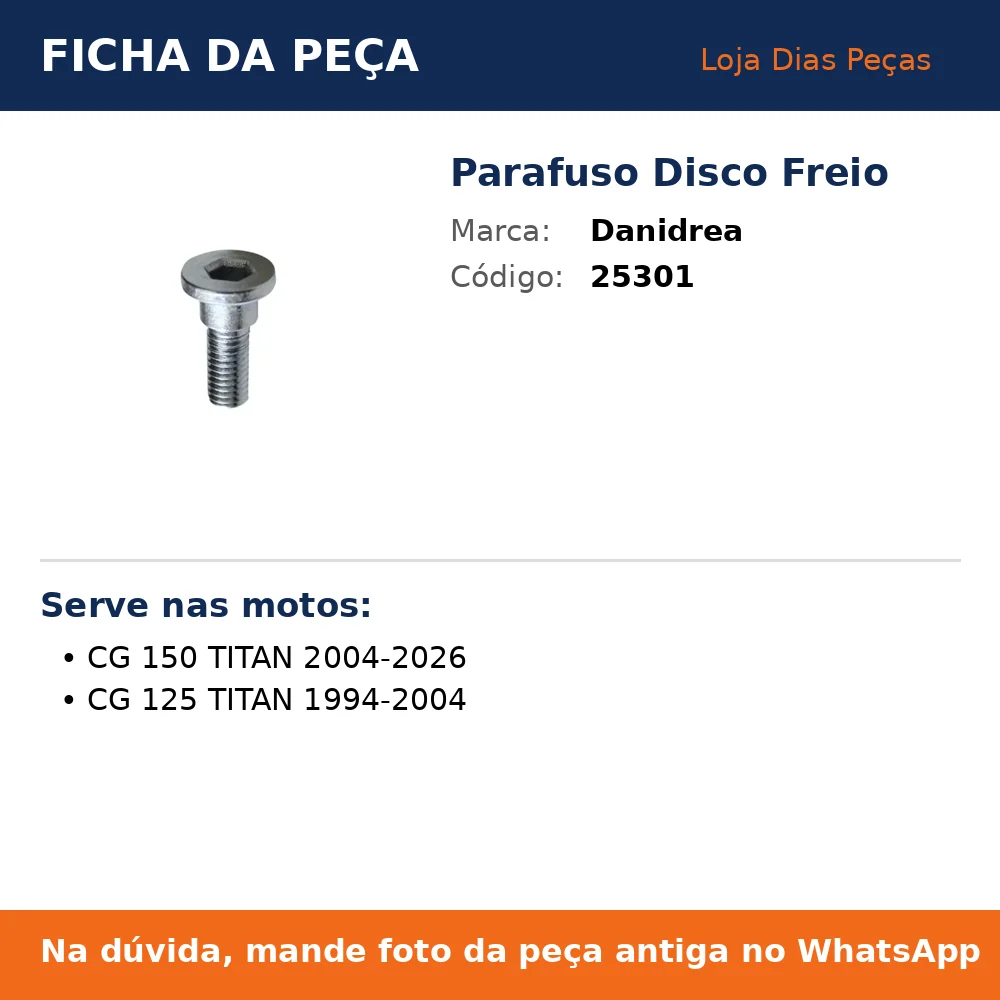 FICHA DA PEÇA
Loja Dias Peças
Parafuso Disco Freio
Marca: Danidrea
Código: 25301
Serve nas motos:
• CG 150 TITAN 2004-2026
• CG 125 TITAN 1994-2004
Na dúvida, mande foto da peça antiga no WhatsApp